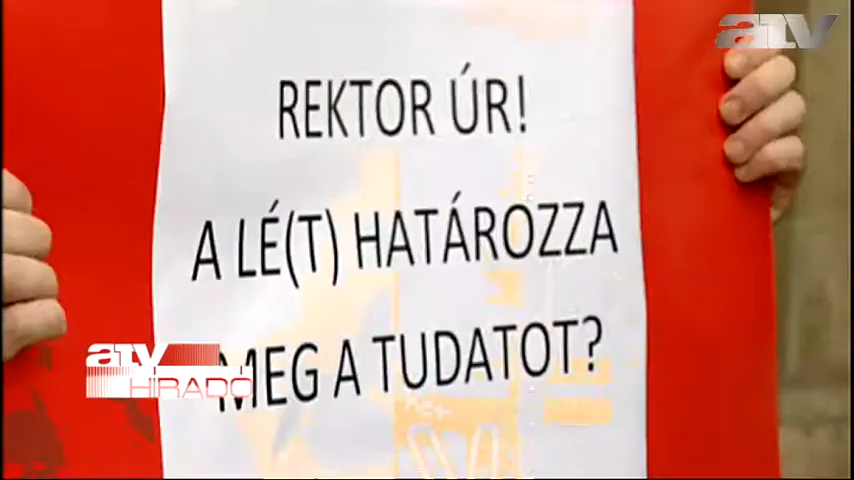 atv
REKTOR ÚR!
A LÉ(T) HATÁROZZA
MEG A TUDATOT?
atv
HÍRADÓ